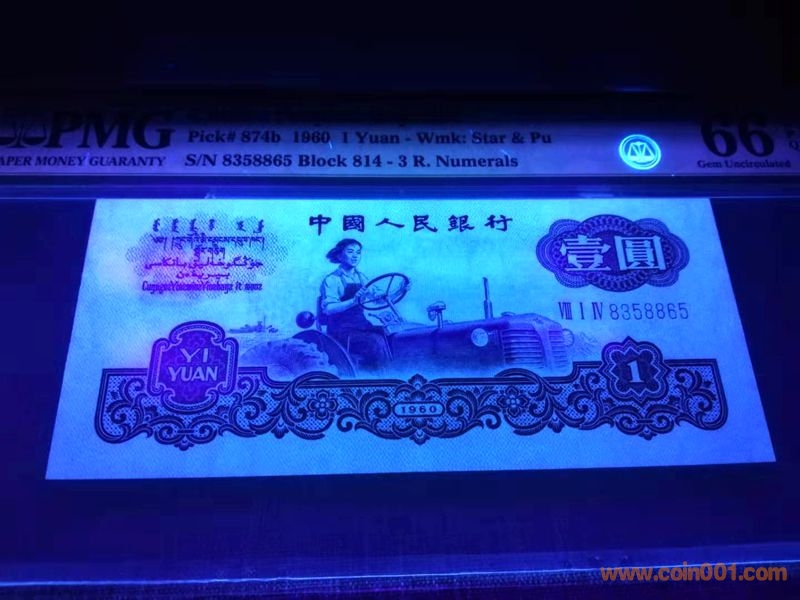 PMG
PAPER MONEY GUARANTY
Pick# 874b 1960 1 Yuan - Wmk: Star & Pu
S/N 8358865 Block 814 - 3 R. Numerals
66
Gem Uncirculated
中國人民銀行
壹圓
VIII I IV 8358865
YI
YUAN
1960
1
www.coin001.com